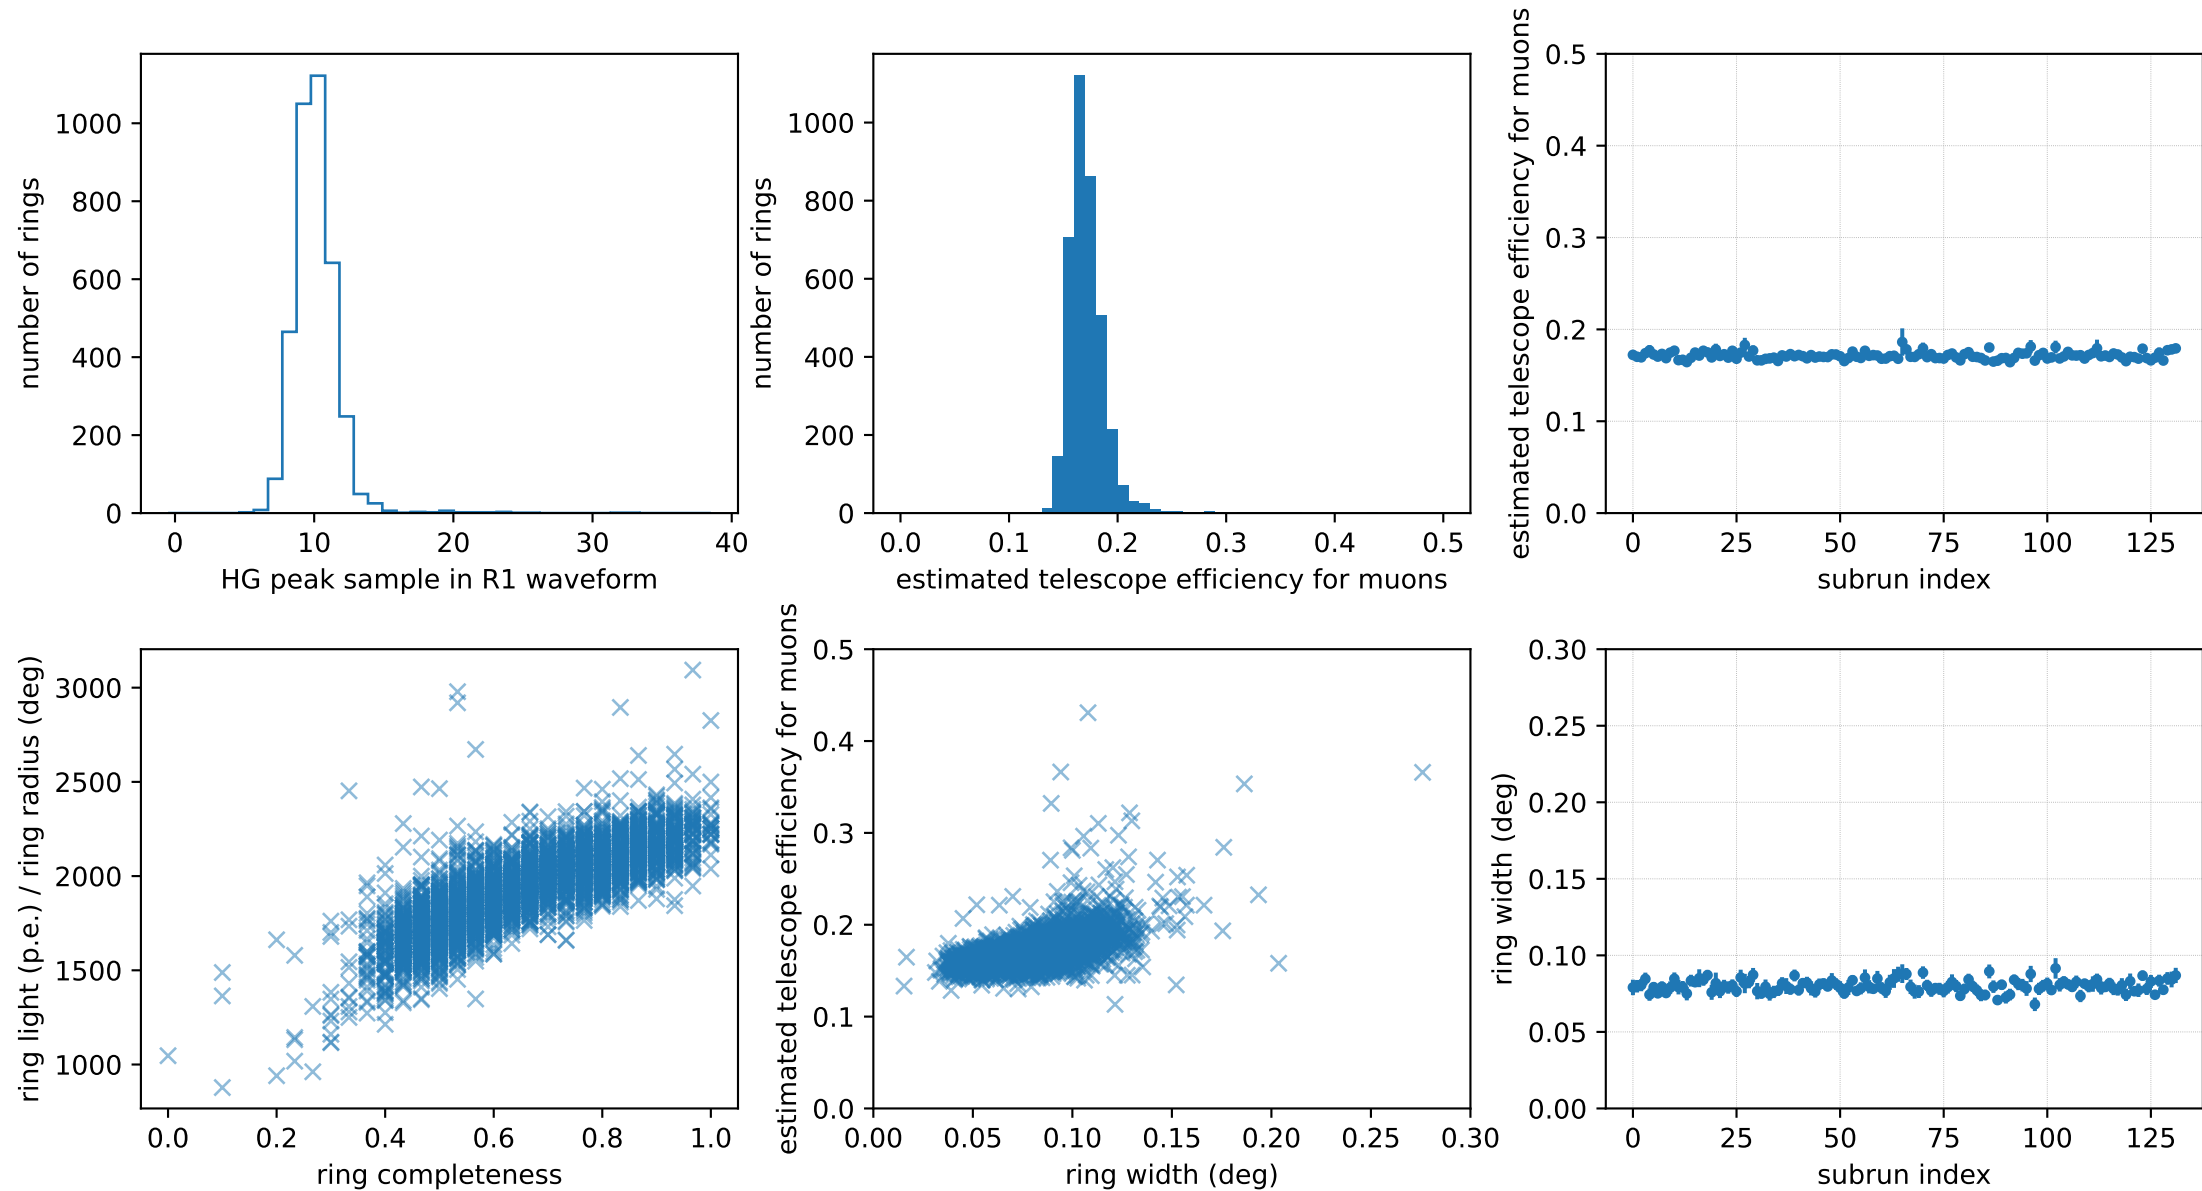 number of rings
1000
800
600
400
200
0
0 10 20 30 40
HG peak sample in R1 waveform
number of rings
1000
800
600
400
200
0
0.0 0.1 0.2 0.3 0.4 0.5
estimated telescope efficiency for muons
estimated telescope efficiency for muons
0.5
0.4
0.3
0.2
0.1
0.0
0 25 50 75 100 125
subrun index
ring light (p.e.) / ring radius (deg)
3000
2500
2000
1500
1000
0.0 0.2 0.4 0.6 0.8 1.0
ring completeness
estimated telescope efficiency for muons
0.5
0.4
0.3
0.2
0.1
0.0
0.00 0.05 0.10 0.15 0.20 0.25 0.30
ring width (deg)
ring width (deg)
0.30
0.25
0.20
0.15
0.10
0.05
0.00
0 25 50 75 100 125
subrun index